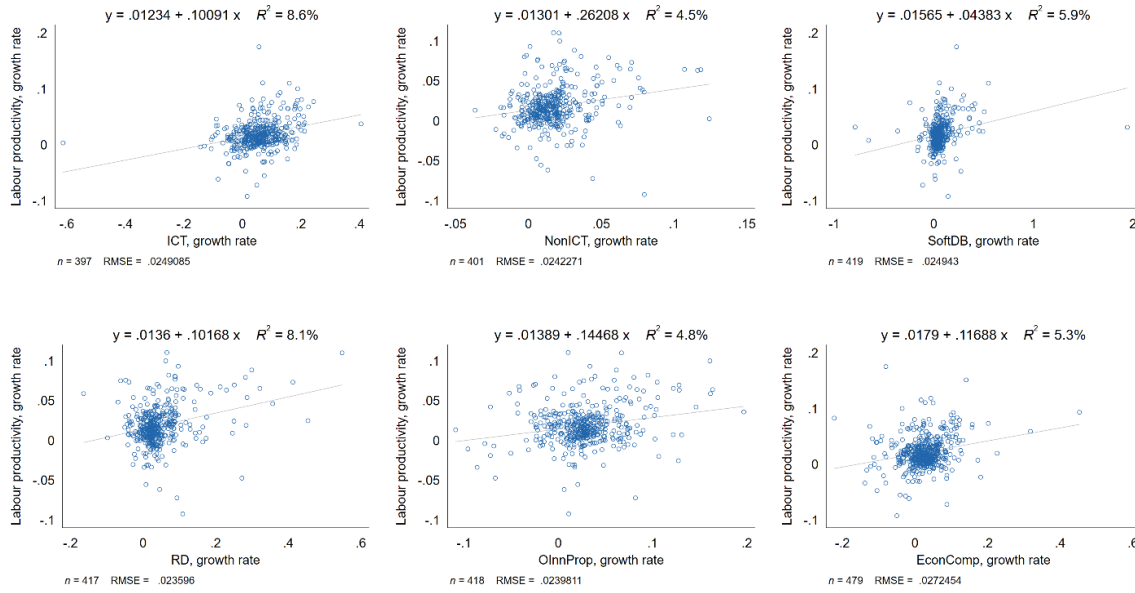 y = .01234 + .10091 x R² = 8.6%
Labour productivity, growth rate
.2
.1
0
-.1
-.6
-.4
-.2
0
.2
.4
ICT, growth rate
n = 397 RMSE = .0249085
y = .01301 + .26208 x R² = 4.5%
Labour productivity, growth rate
.1
.05
0
-.05
-.1
-.05
0
.05
.1
.15
NonICT, growth rate
n = 401 RMSE = .0242271
y = .01565 + .04383 x R² = 5.9%
Labour productivity, growth rate
.2
.1
0
-.1
-1
0
1
2
SoftDB, growth rate
n = 419 RMSE = .024943
y = .0136 + .10168 x R² = 8.1%
Labour productivity, growth rate
.1
.05
0
-.05
-.1
-.2
0
.2
.4
.6
RD, growth rate
n = 417 RMSE = .023596
y = .01389 + .14468 x R² = 4.8%
Labour productivity, growth rate
.1
.05
0
-.05
-.1
-.1
0
.1
.2
OInnProp, growth rate
n = 418 RMSE = .0239811
y = .0179 + .11688 x R² = 5.3%
Labour productivity, growth rate
.2
.1
0
-.1
-.2
0
.2
.4
.6
EconComp, growth rate
n = 479 RMSE = .0272454